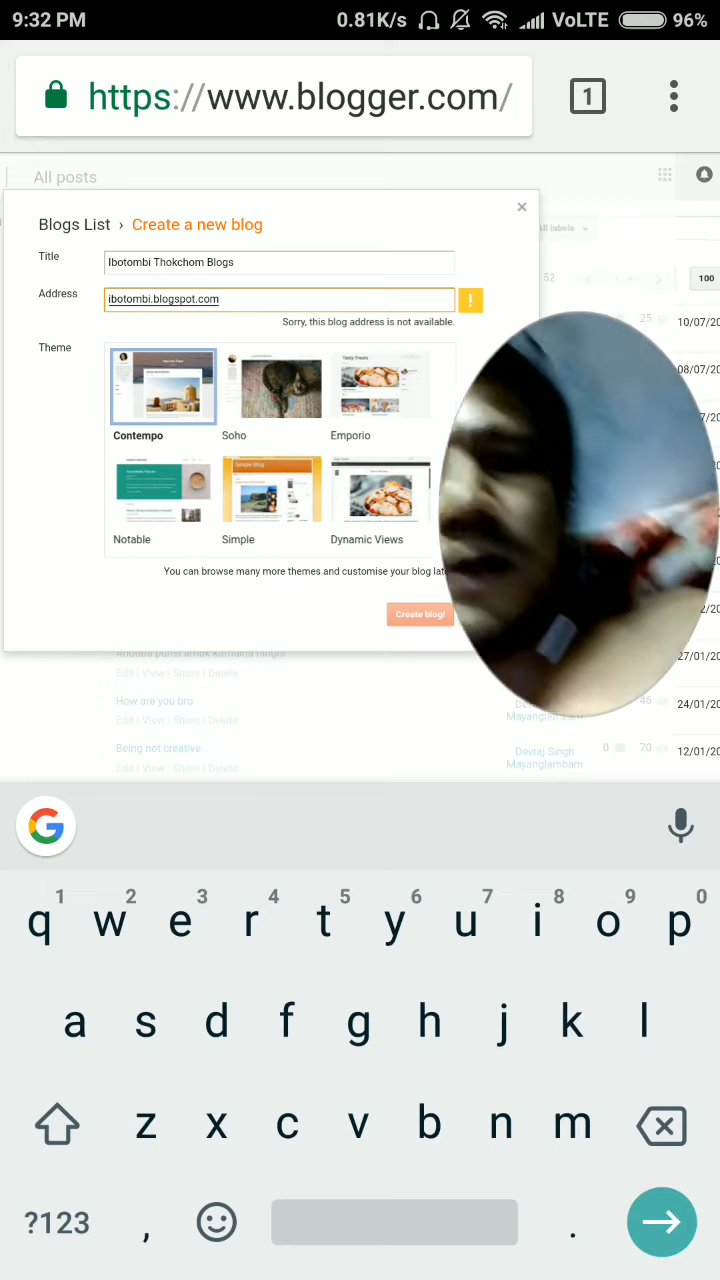 9:32 PM 0.81K/s VoLTE 96%
https://www.blogger.com/
1
All posts
Blogs List › Create a new blog
All labels
Title
Ibotombi Thokchom Blogs
Address
ibotombi.blogspot.com
Sorry, this blog address is not available.
52
100
25
10/07/20
08/07/20
Theme
Contempo
Soho
Emporio
Notable
Simple
Dynamic Views
You can browse many more themes and customise your blog
Create blog!
Edit | View | Share | Delete
27/01/20
How are you bro
46
24/01/20
Edit | View | Share | Delete
Being not creative
Devraj Singh
Mayanglambam
0
70
12/01/20
Edit | View | Share | Delete
1 2 3 4 5 6 7 8 9 0
q w e r t y u i o p
a s d f g h j k l
z x c v b n m
?123 , .